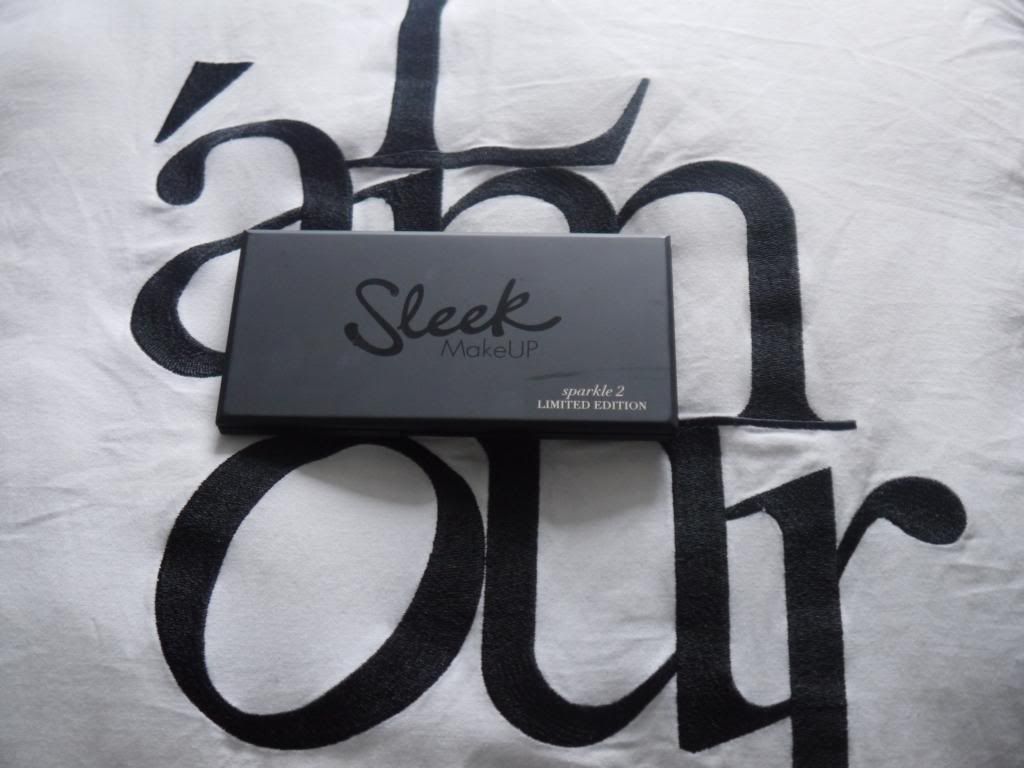 L
'am
our
Sleek
MakeUP
sparkle 2
LIMITED EDITION